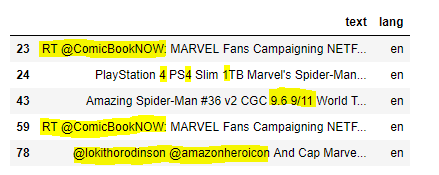 text lang
23 RT @ComicBookNOW: MARVEL Fans Campaigning NETF... en
24 PlayStation 4 PS4 Slim 1TB Marvel's Spider-Man... en
43 Amazing Spider-Man #36 v2 CGC 9.6 9/11 World T... en
59 RT @ComicBookNOW: MARVEL Fans Campaigning NETF... en
78 @lokithorodinson @amazonheroicon And Cap Marve... en